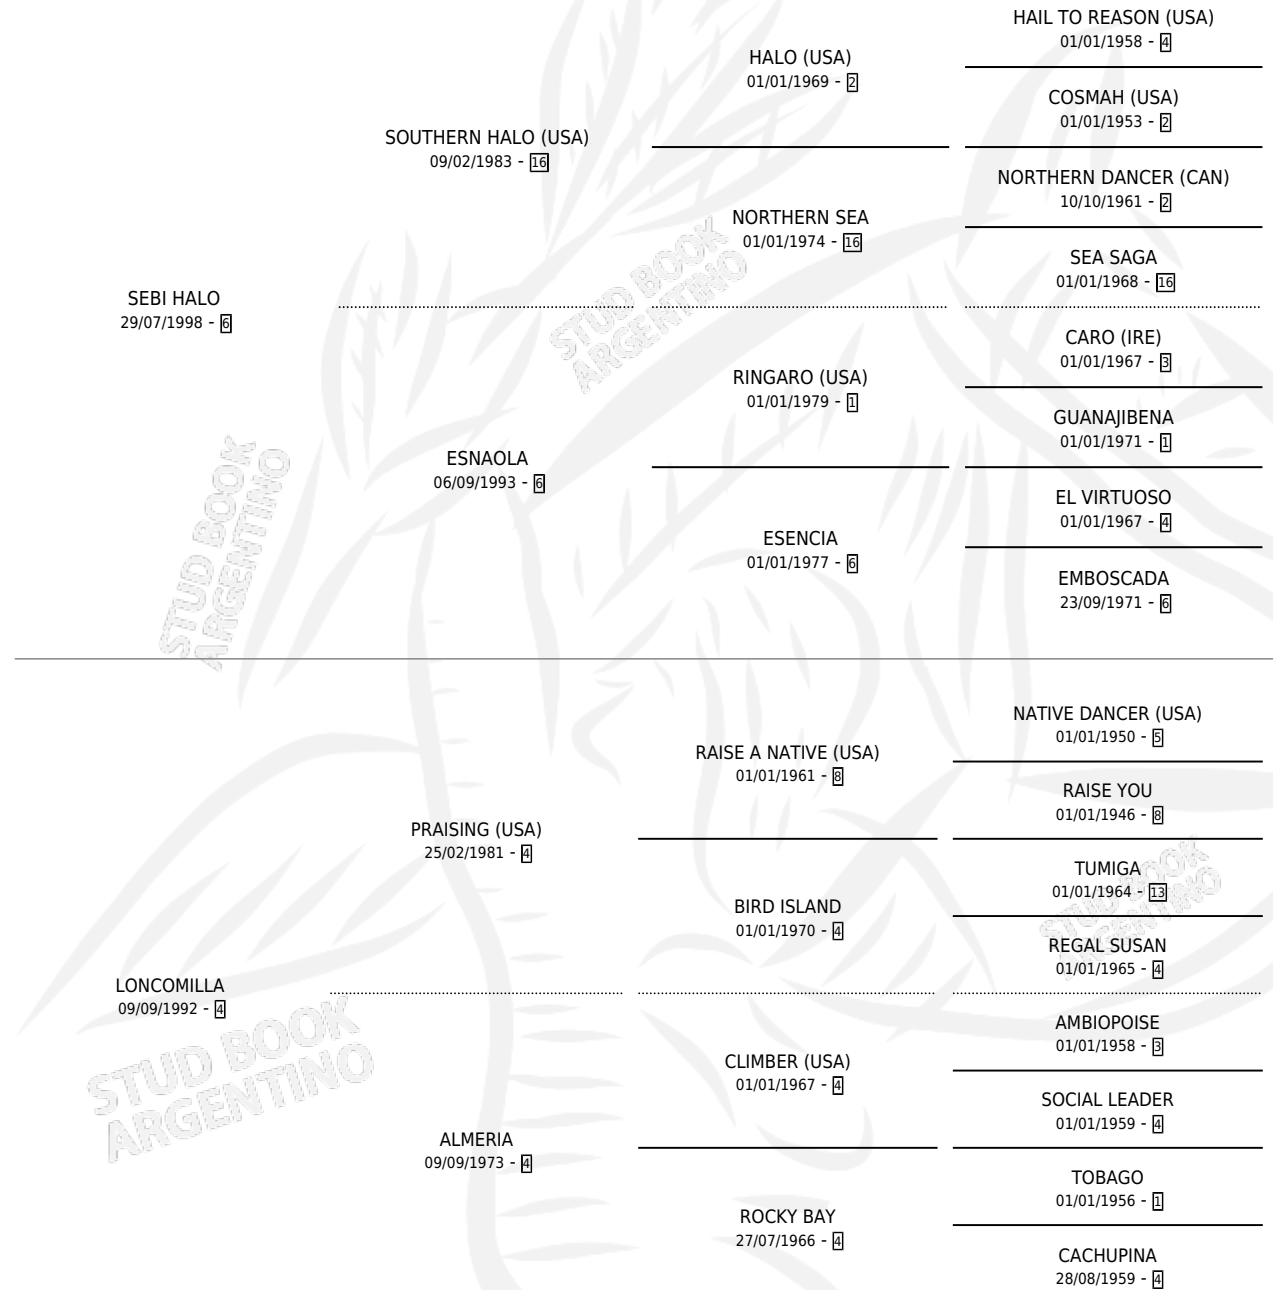 HAIL TO REASON (USA)
01/01/1958 - 4
HALO (USA)
01/01/1969 - 2
COSMAH (USA)
01/01/1953 - 2
SOUTHERN HALO (USA)
09/02/1983 - 16
NORTHERN DANCER (CAN)
10/10/1961 - 2
NORTHERN SEA
01/01/1974 - 16
SEA SAGA
01/01/1968 - 16
SEBI HALO
29/07/1998 - 6
CARO (IRE)
01/01/1967 - 3
RINGARO (USA)
01/01/1979 - 1
GUANAJIBENA
01/01/1971 - 1
ESNAOLA
06/09/1993 - 6
EL VIRTUOSO
01/01/1967 - 4
ESENCIA
01/01/1977 - 6
EMBOSCADA
23/09/1971 - 6
NATIVE DANCER (USA)
01/01/1950 - 5
RAISE A NATIVE (USA)
01/01/1961 - 8
RAISE YOU
01/01/1946 - 8
PRAISING (USA)
25/02/1981 - 4
TUMIGA
01/01/1964 - 13
BIRD ISLAND
01/01/1970 - 4
REGAL SUSAN
01/01/1965 - 4
LONCOMILLA
09/09/1992 - 4
AMBIOPOISE
01/01/1958 - 3
CLIMBER (USA)
01/01/1967 - 4
SOCIAL LEADER
01/01/1959 - 4
ALMERIA
09/09/1973 - 4
TOBAGO
01/01/1956 - 1
ROCKY BAY
27/07/1966 - 4
CACHUPINA
28/08/1959 - 4
STUD BOOK
ARGENTINO
STUD BOOK
ARGENTINO
STUD BOOK
ARGENTINO
STUD BOOK
ARGENTINO